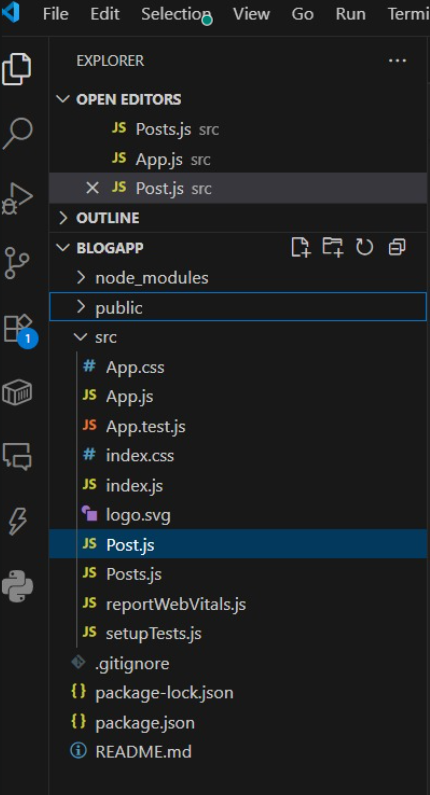 File Edit Selection View Go Run Termi
EXPLORER ...
OPEN EDITORS
JS Posts.js src
JS App.js src
JS Post.js src
OUTLINE
BLOGAPP
node_modules
public
src
# App.css
JS App.js
JS App.test.js
# index.css
JS index.js
logo.svg
JS Post.js
JS Posts.js
JS reportWebVitals.js
JS setupTests.js
.gitignore
{} package-lock.json
{} package.json
README.md
1